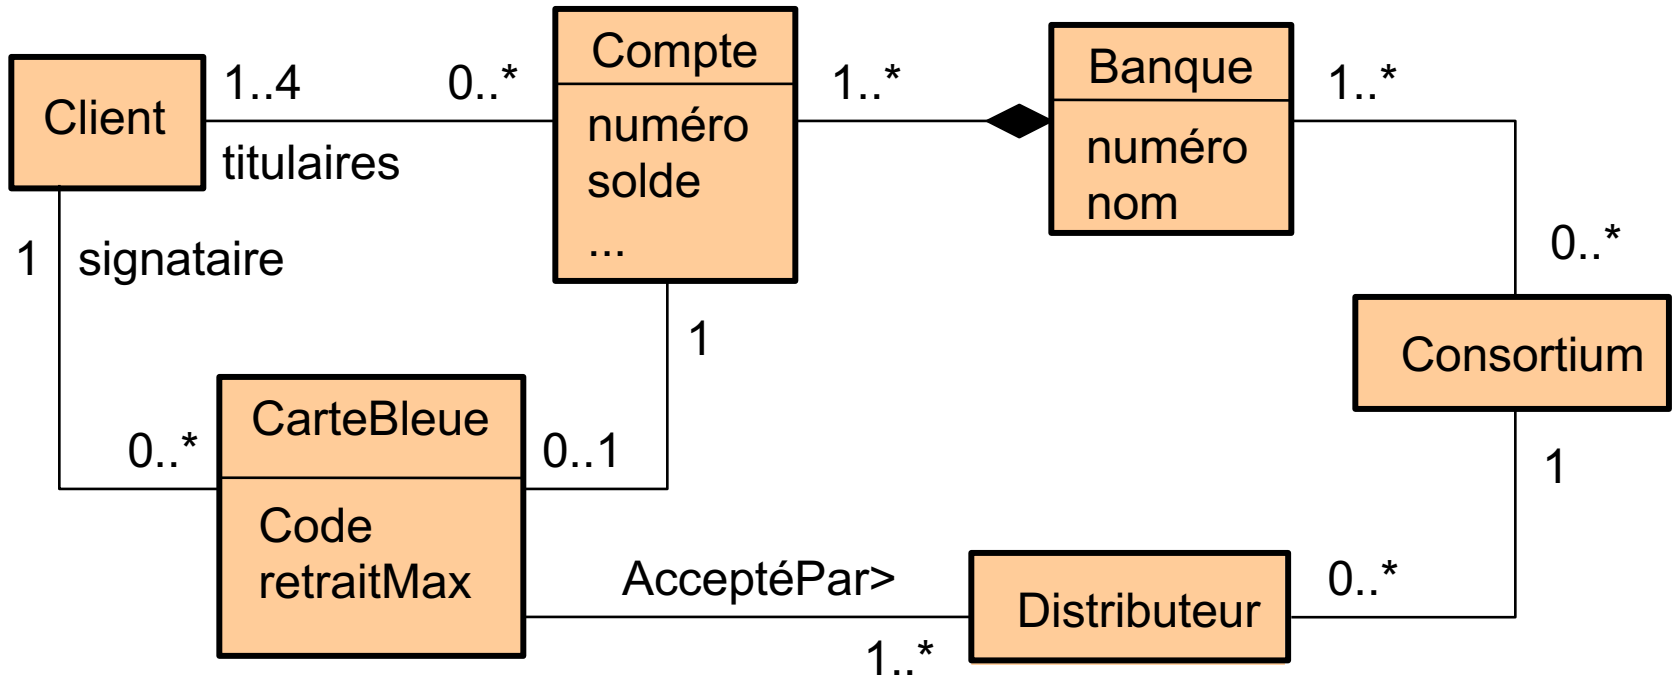 Client
1..4
titulaires
0..*
Compte
numéro
solde
...
1..*
Banque
numéro
nom
1..*
0..*
Consortium
1
signataire
0..*
CarteBleue
Code
retraitMax
0..1
1
AcceptéPar>
1..*
Distributeur
0..*
1